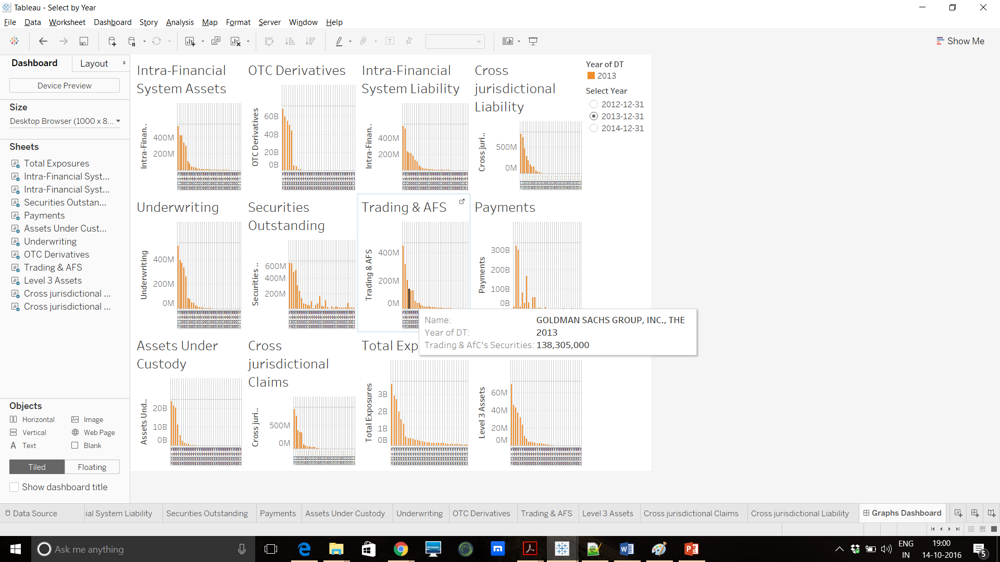 Tableau - Select by Year
File Data Worksheet Dashboard Story Analysis Map Format Server Window Help
Show Me
Dashboard
Layout
Device Preview
Size
Desktop Browser (1000 x 8...
Sheets
Total Exposures
Intra-Financial Syst...
Intra-Financial Syst...
Securities Outstan...
Payments
Assets Under Cust...
Underwriting
OTC Derivatives
Trading & AFS
Level 3 Assets
Cross jurisdictional ...
Cross jurisdictional ...
Objects
Horizontal
Image
Vertical
Web Page
Text
Blank
Tiled
Floating
Show dashboard title
Intra-Financial
System Assets
Intra-Finan..
400M
200M
OTC Derivatives
OTC Derivatives
60B
40B
20B
0B
Intra-Financial
System Liability
Intra-Finan..
400M
200M
Cross
jurisdictional
Liability
Cross juri..
500M
0M
Year of DT
2013
Select Year
2012-12-31
2013-12-31
2014-12-31
Underwriting
Underwriting
400M
200M
0M
Securities
Outstanding
Securities ..
600M
400M
200M
Trading & AFS
Trading & AFS
400M
200M
0M
Payments
Payments
300B
200B
100B
0B
Name: GOLDMAN SACHS GROUP, INC., THE
Year of DT: 2013
Trading & AfC's Securities: 138,305,000
Assets Under
Custody
Assets Und..
20B
10B
0B
Cross
jurisdictional
Claims
Cross juri..
500M
0M
Total Exp
Total Exposures
3B
2B
1B
0B
Level 3 Assets
60M
40M
20M
0M
Data Source
ial System Liability
Securities Outstanding
Payments
Assets Under Custody
Underwriting
OTC Derivatives
Trading & AFS
Level 3 Assets
Cross jurisdictional Claims
Cross jurisdictional Liability
Graphs Dashboard
Ask me anything
ENG
IN
19:00
14-10-2016
5